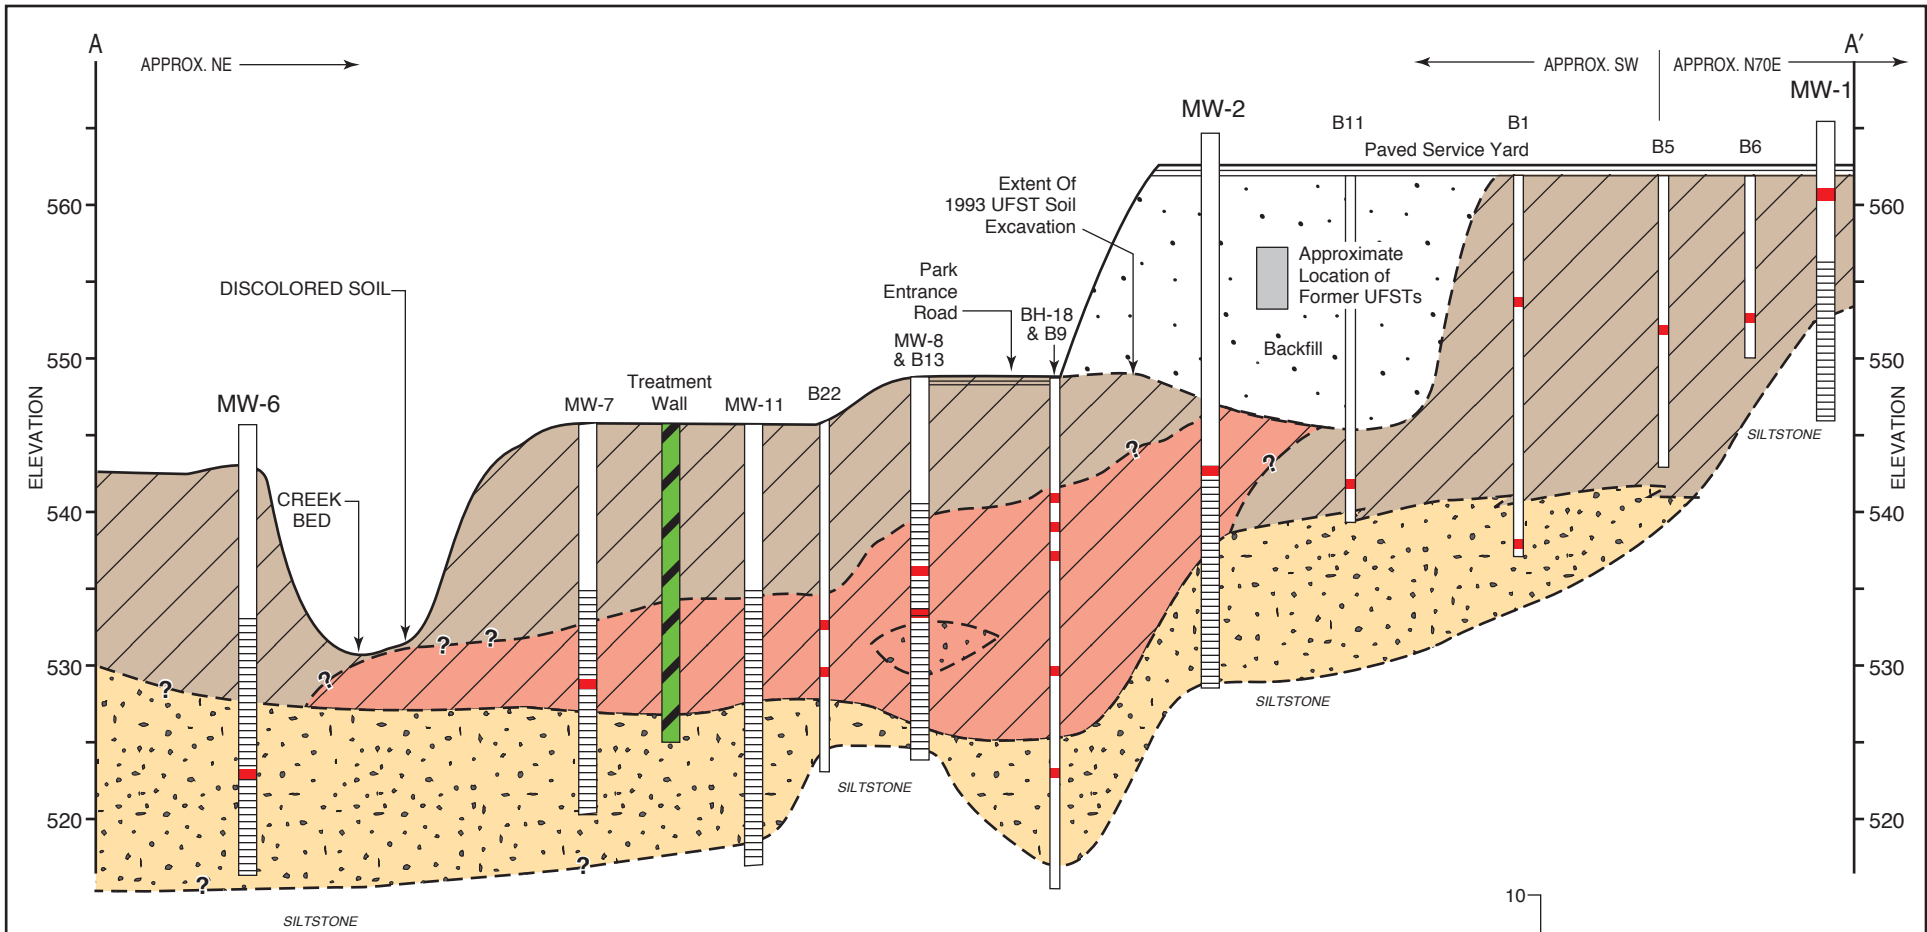 A
A′
APPROX. NE
APPROX. SW
APPROX. N70E
MW-1
MW-2
B11
B1
Paved Service Yard
B5
B6
Extent Of
1993 UFST Soil
Excavation
560
560
Approximate
Location of
Former UFSTs
Park
Entrance
Road
DISCOLORED SOIL
BH-18
& B9
MW-8
& B13
Backfill
550
550
Treatment
Wall
B22
MW-6
MW-7
MW-11
ELEVATION
ELEVATION
SILTSTONE
?
?
CREEK
BED
540
540
?
?
530
530
?
?
SILTSTONE
SILTSTONE
520
520
?
?
10
SILTSTONE